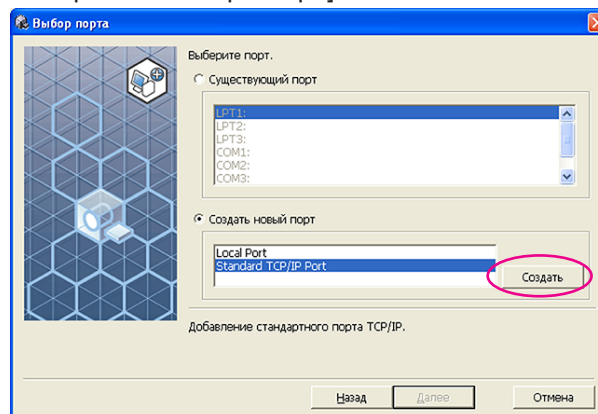 Выбор порта
Выберите порт.
Существующий порт
LPT1:
LPT2:
LPT3:
COM1:
COM2:
COM3:
Создать новый порт
Local Port
Standard TCP/IP Port
Создать
Добавление стандартного порта TCP/IP.
Назад Далее Отмена